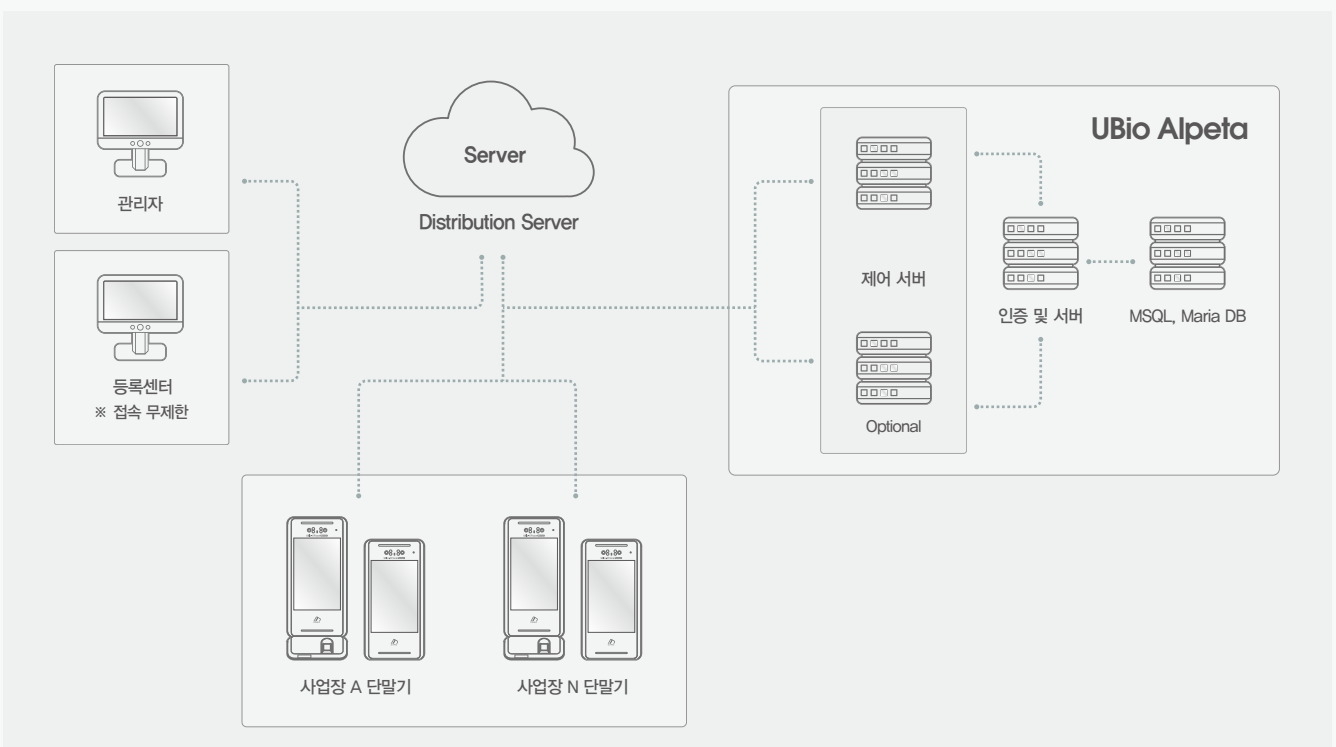 관리자
등록센터
※ 접속 무제한
Server
Distribution Server
UBio Alpeta
제어 서버
Optional
인증 및 서버
MSQL, Maria DB
사업장 A 단말기
사업장 N 단말기